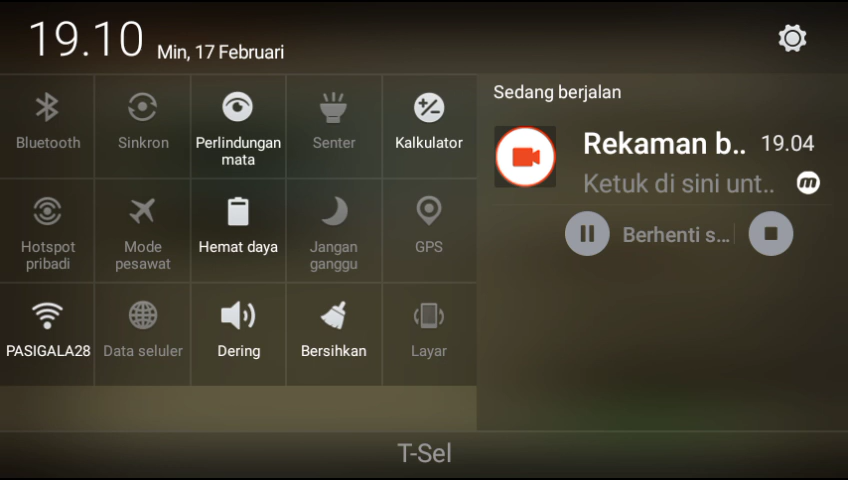 19.10 Min, 17 Februari
Bluetooth
Sinkron
Perlindungan
mata
Senter
Kalkulator
Hotspot
pribadi
Mode
pesawat
Hemat daya
Jangan
ganggu
GPS
PASIGALA28
Data seluler
Dering
Bersihkan
Layar
Sedang berjalan
Rekaman b.. 19.04
Ketuk di sini unt.. m
Berhenti s...
T-Sel